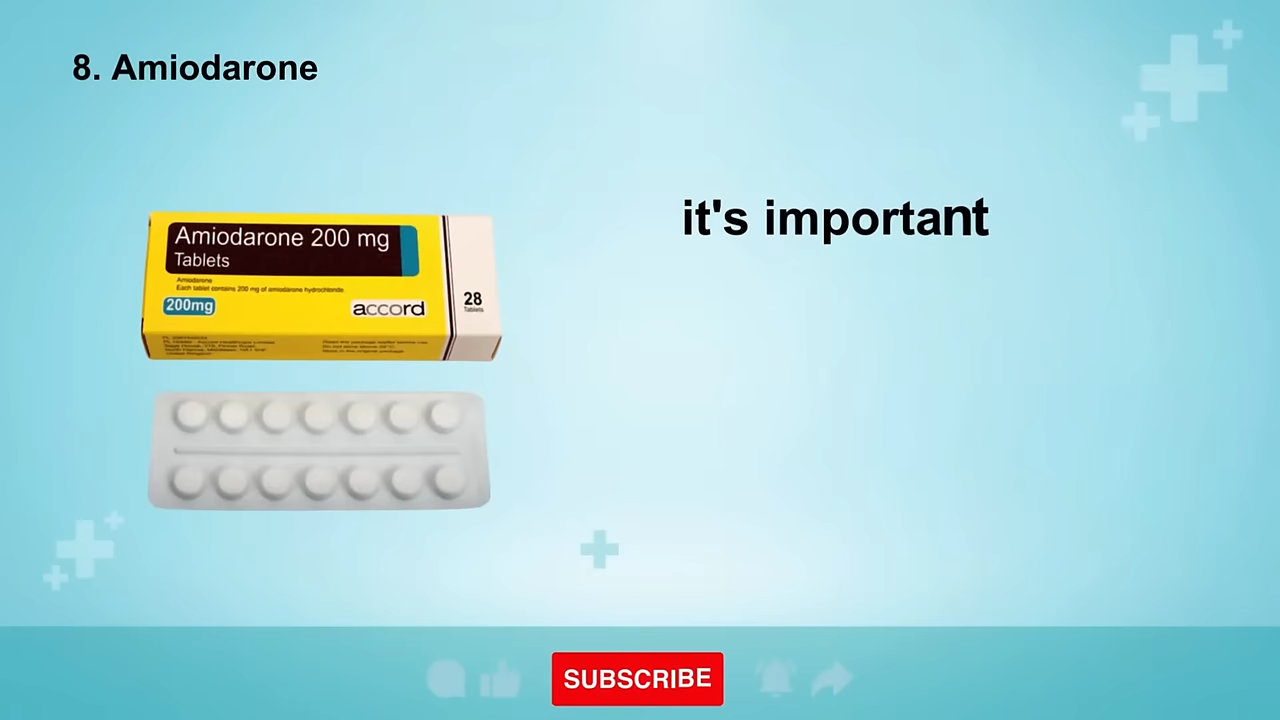 8. Amiodarone
it's important
Amiodarone 200 mg
Tablets
Amiodarone
Each tablet contains 200 mg of amiodarone hydrochloride.
200mg
accord
28
Tablets
SUBSCRIBE